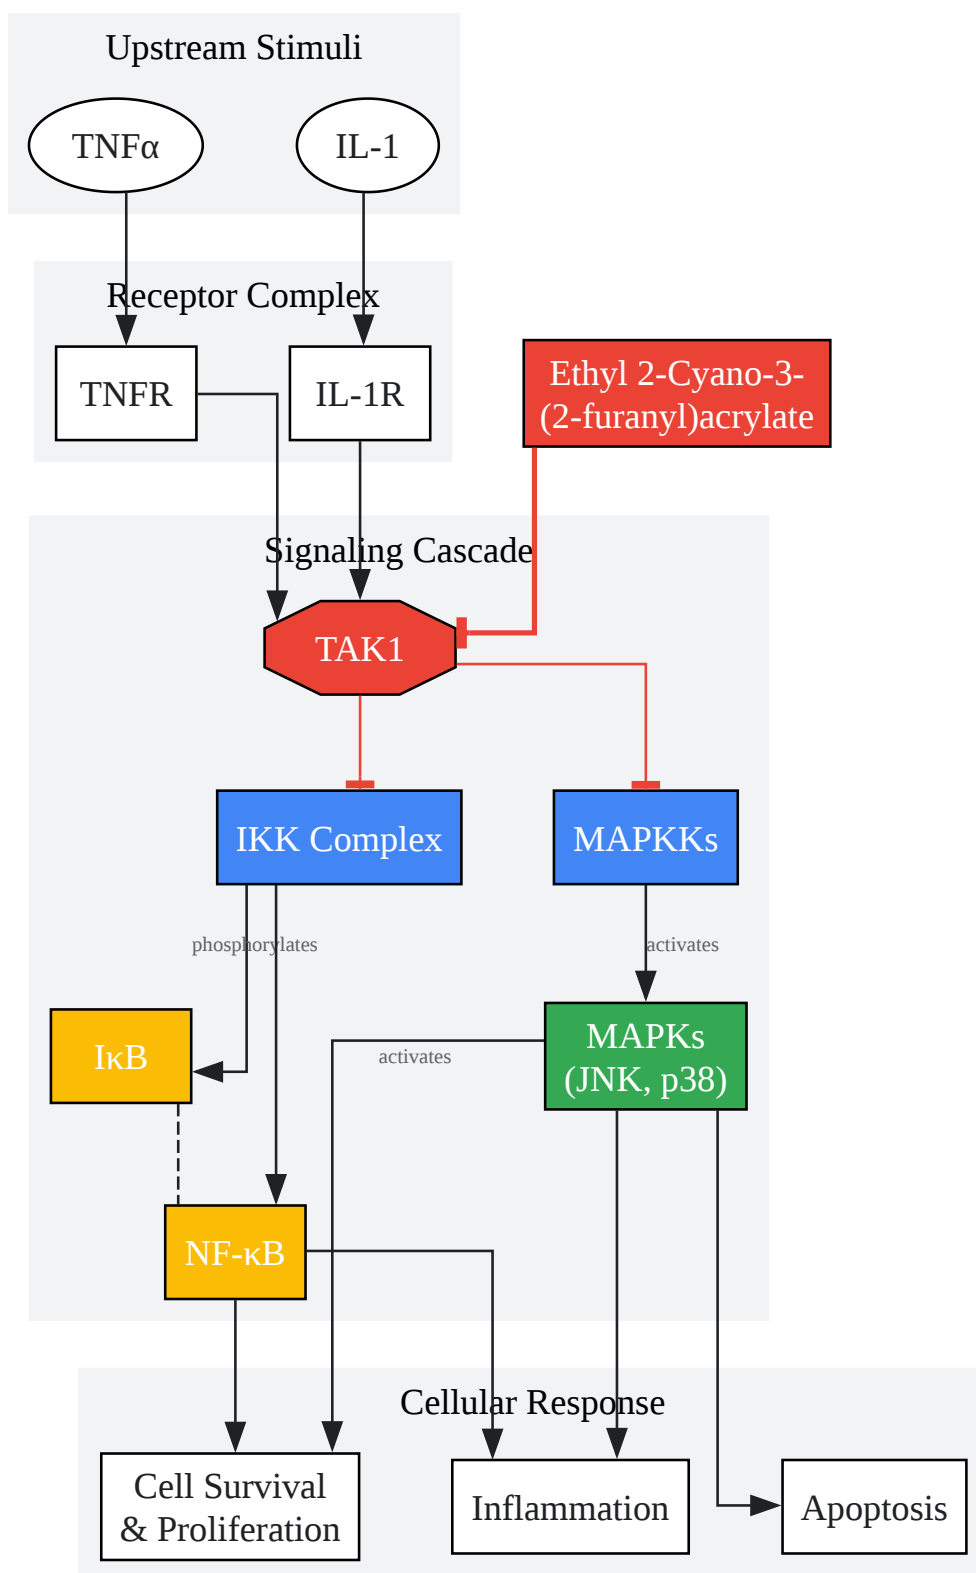 Upstream Stimuli
TNFα
IL-1
Receptor Complex
TNFR
IL-1R
Ethyl 2-Cyano-3-
(2-furanyl)acrylate
Signaling Cascade
TAK1
IKK Complex
MAPKKs
phosphorylates
activates
IκB
MAPKs
(JNK, p38)
activates
NF-κB
Cellular Response
Cell Survival
& Proliferation
Inflammation
Apoptosis